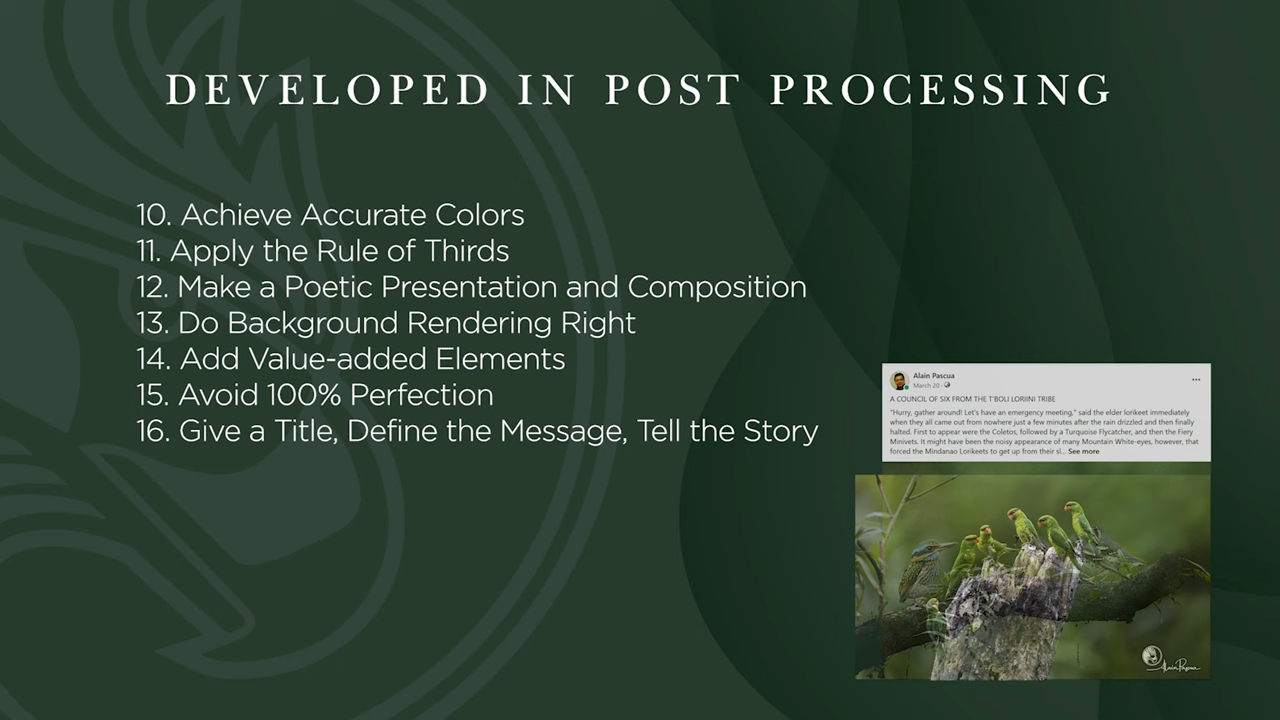 DEVELOPED IN POST PROCESSING
10. Achieve Accurate Colors
11. Apply the Rule of Thirds
12. Make a Poetic Presentation and Composition
13. Do Background Rendering Right
14. Add Value-added Elements
15. Avoid 100% Perfection
16. Give a Title, Define the Message, Tell the Story
Alain Pascua
March 20 ·
A COUNCIL OF SIX FROM THE T'BOLI LORIINI TRIBE
"Hurry, gather around! Let's have an emergency meeting," said the elder lorikeet immediately
when they all came out from nowhere just a few minutes after the rain drizzled and then finally
halted. First to appear were the Coletos, followed by a Turquoise Flycatcher, and then the Fiery
Minivets. It might have been the noisy appearance of many Mountain White-eyes, however, that
forced the Mindanao Lorikeets to get up from their sl... See more
Alain Pascua